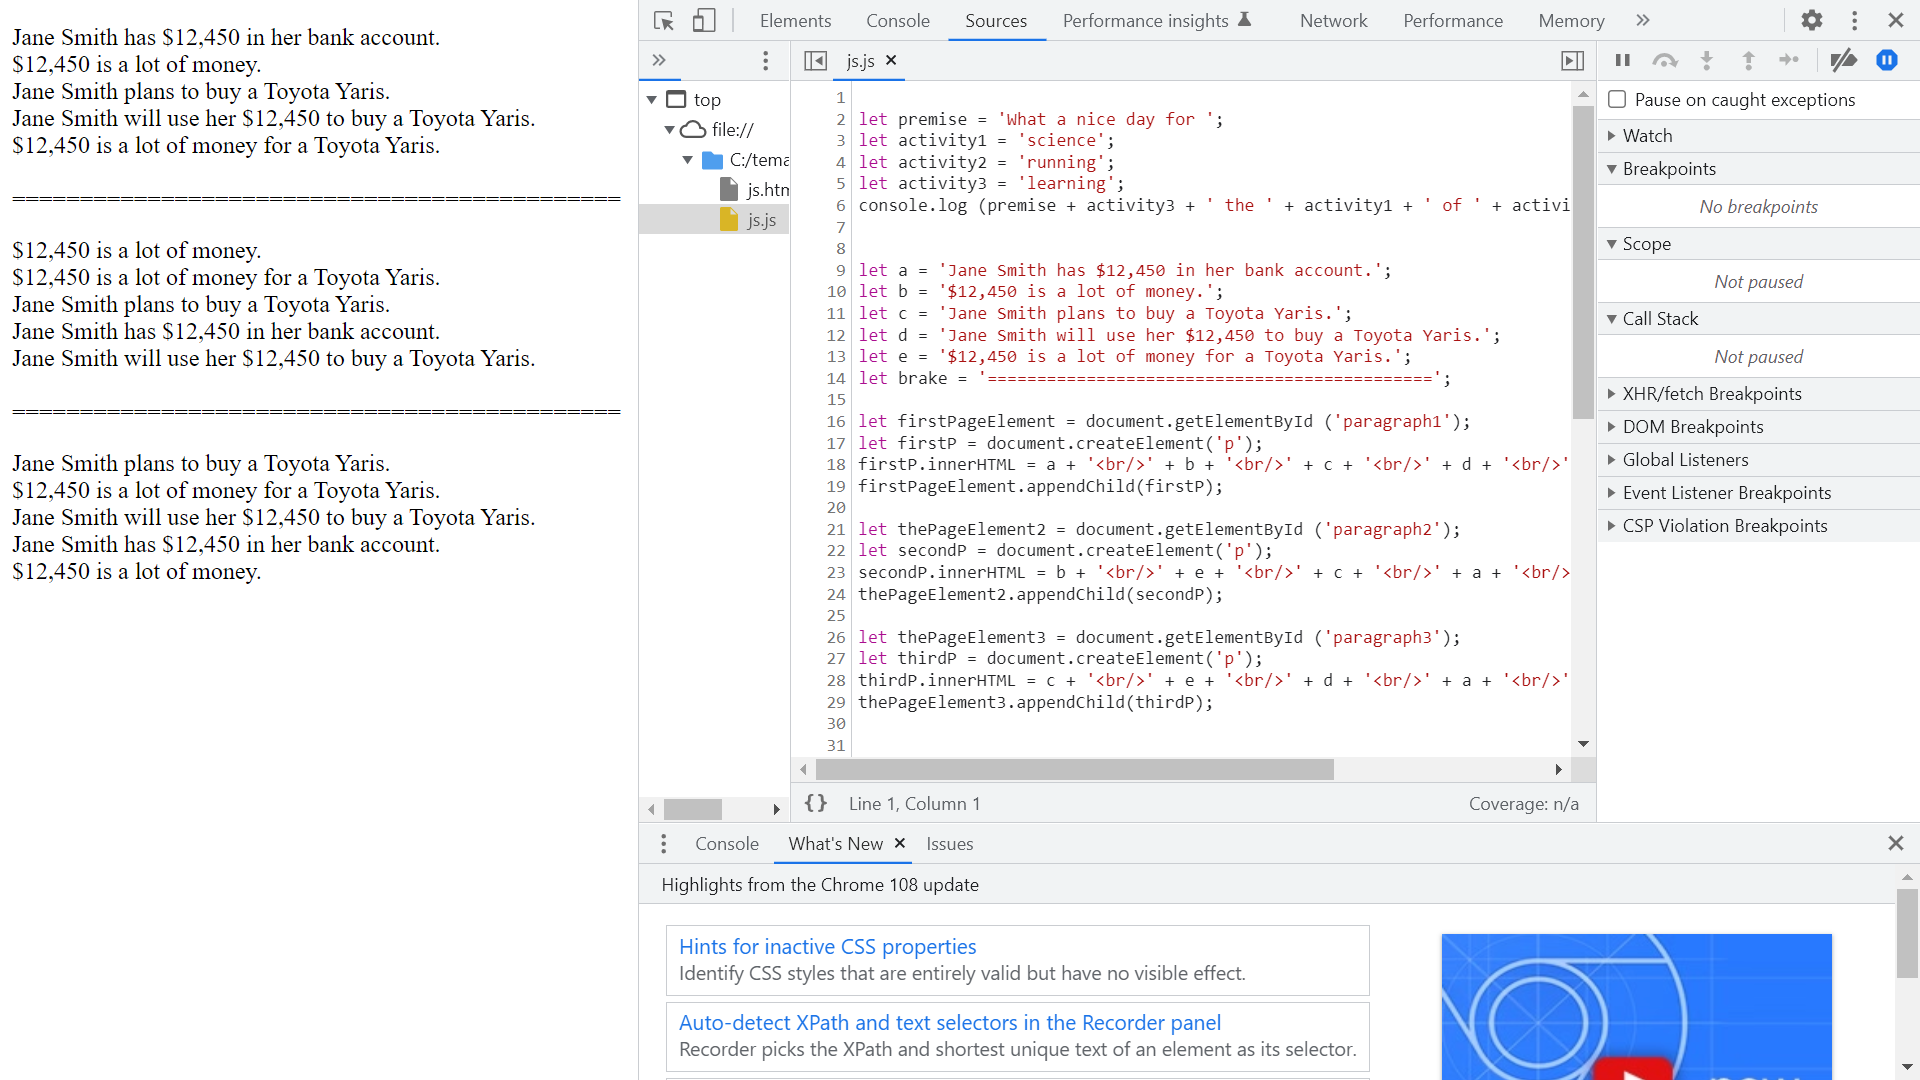 Jane Smith has $12,450 in her bank account.
$12,450 is a lot of money.
Jane Smith plans to buy a Toyota Yaris.
Jane Smith will use her $12,450 to buy a Toyota Yaris.
$12,450 is a lot of money for a Toyota Yaris.
=============================================
$12,450 is a lot of money.
$12,450 is a lot of money for a Toyota Yaris.
Jane Smith plans to buy a Toyota Yaris.
Jane Smith has $12,450 in her bank account.
Jane Smith will use her $12,450 to buy a Toyota Yaris.
=============================================
Jane Smith plans to buy a Toyota Yaris.
$12,450 is a lot of money for a Toyota Yaris.
Jane Smith will use her $12,450 to buy a Toyota Yaris.
Jane Smith has $12,450 in her bank account.
$12,450 is a lot of money.
Elements Console Sources Performance insights Network Performance Memory
js.js
top
file://
C:/tema
js.htm
js.js
1
2 let premise = 'What a nice day for ';
3 let activity1 = 'science';
4 let activity2 = 'running';
5 let activity3 = 'learning';
6 console.log (premise + activity3 + ' the ' + activity1 + ' of ' + activi
7
8
9 let a = 'Jane Smith has $12,450 in her bank account.';
10 let b = '$12,450 is a lot of money.';
11 let c = 'Jane Smith plans to buy a Toyota Yaris.';
12 let d = 'Jane Smith will use her $12,450 to buy a Toyota Yaris.';
13 let e = '$12,450 is a lot of money for a Toyota Yaris.';
14 let brake = '=============================================';
15
16 let firstPageElement = document.getElementById ('paragraph1');
17 let firstP = document.createElement('p');
18 firstP.innerHTML = a + '<br/>' + b + '<br/>' + c + '<br/>' + d + '<br/>'
19 firstPageElement.appendChild(firstP);
20
21 let thePageElement2 = document.getElementById ('paragraph2');
22 let secondP = document.createElement('p');
23 secondP.innerHTML = b + '<br/>' + e + '<br/>' + c + '<br/>' + a + '<br/>
24 thePageElement2.appendChild(secondP);
25
26 let thePageElement3 = document.getElementById ('paragraph3');
27 let thirdP = document.createElement('p');
28 thirdP.innerHTML = c + '<br/>' + e + '<br/>' + d + '<br/>' + a + '<br/>'
29 thePageElement3.appendChild(thirdP);
30
31
{} Line 1, Column 1 Coverage: n/a
Pause on caught exceptions
Watch
Breakpoints
No breakpoints
Scope
Not paused
Call Stack
Not paused
XHR/fetch Breakpoints
DOM Breakpoints
Global Listeners
Event Listener Breakpoints
CSP Violation Breakpoints
Console What's New Issues
Highlights from the Chrome 108 update
Hints for inactive CSS properties
Identify CSS styles that are entirely valid but have no visible effect.
Auto-detect XPath and text selectors in the Recorder panel
Recorder picks the XPath and shortest unique text of an element as its selector.